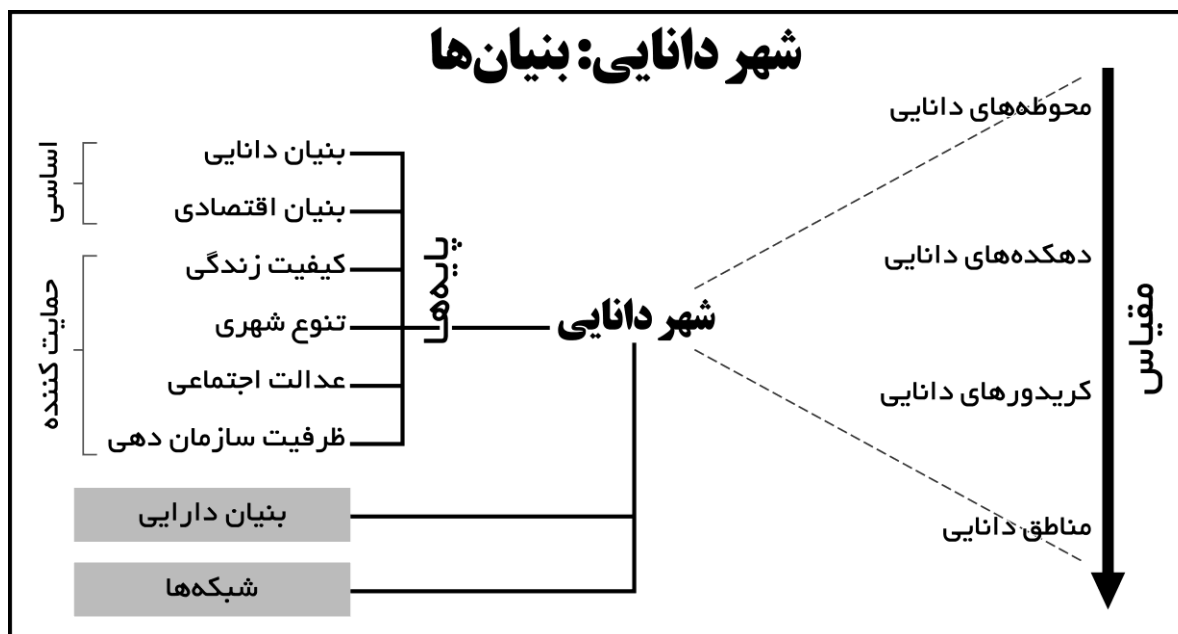 شهر دانایی: بنیان‌ها
مقیاس
محوطه‌های دانایی
دهکده‌های دانایی
کریدورهای دانایی
مناطق دانایی
شهر دانایی
پایه‌ها
بنیان دانایی
بنیان اقتصادی
کیفیت زندگی
تنوع شهری
عدالت اجتماعی
ظرفیت سازمان دهی
اساسی
حمایت کننده
بنیان دارایی
شبکه‌ها